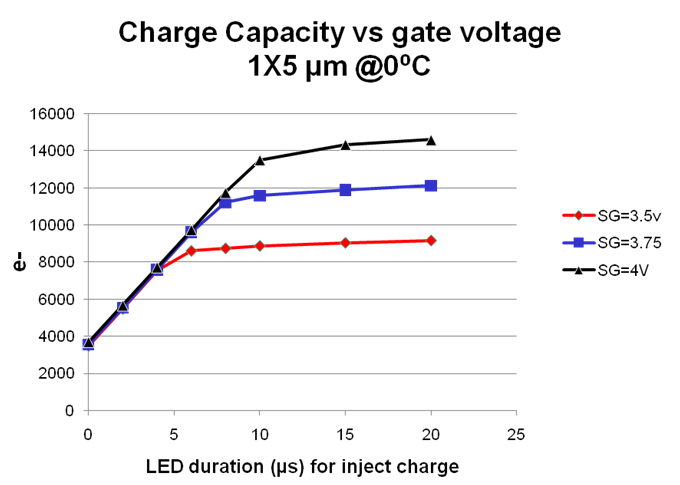 Charge Capacity vs gate voltage
1X5 µm @0ºC
16000
14000
12000
10000
8000
6000
4000
2000
0
e-
0 5 10 15 20 25
LED duration (µs) for inject charge
SG=3.5v
SG=3.75
SG=4V